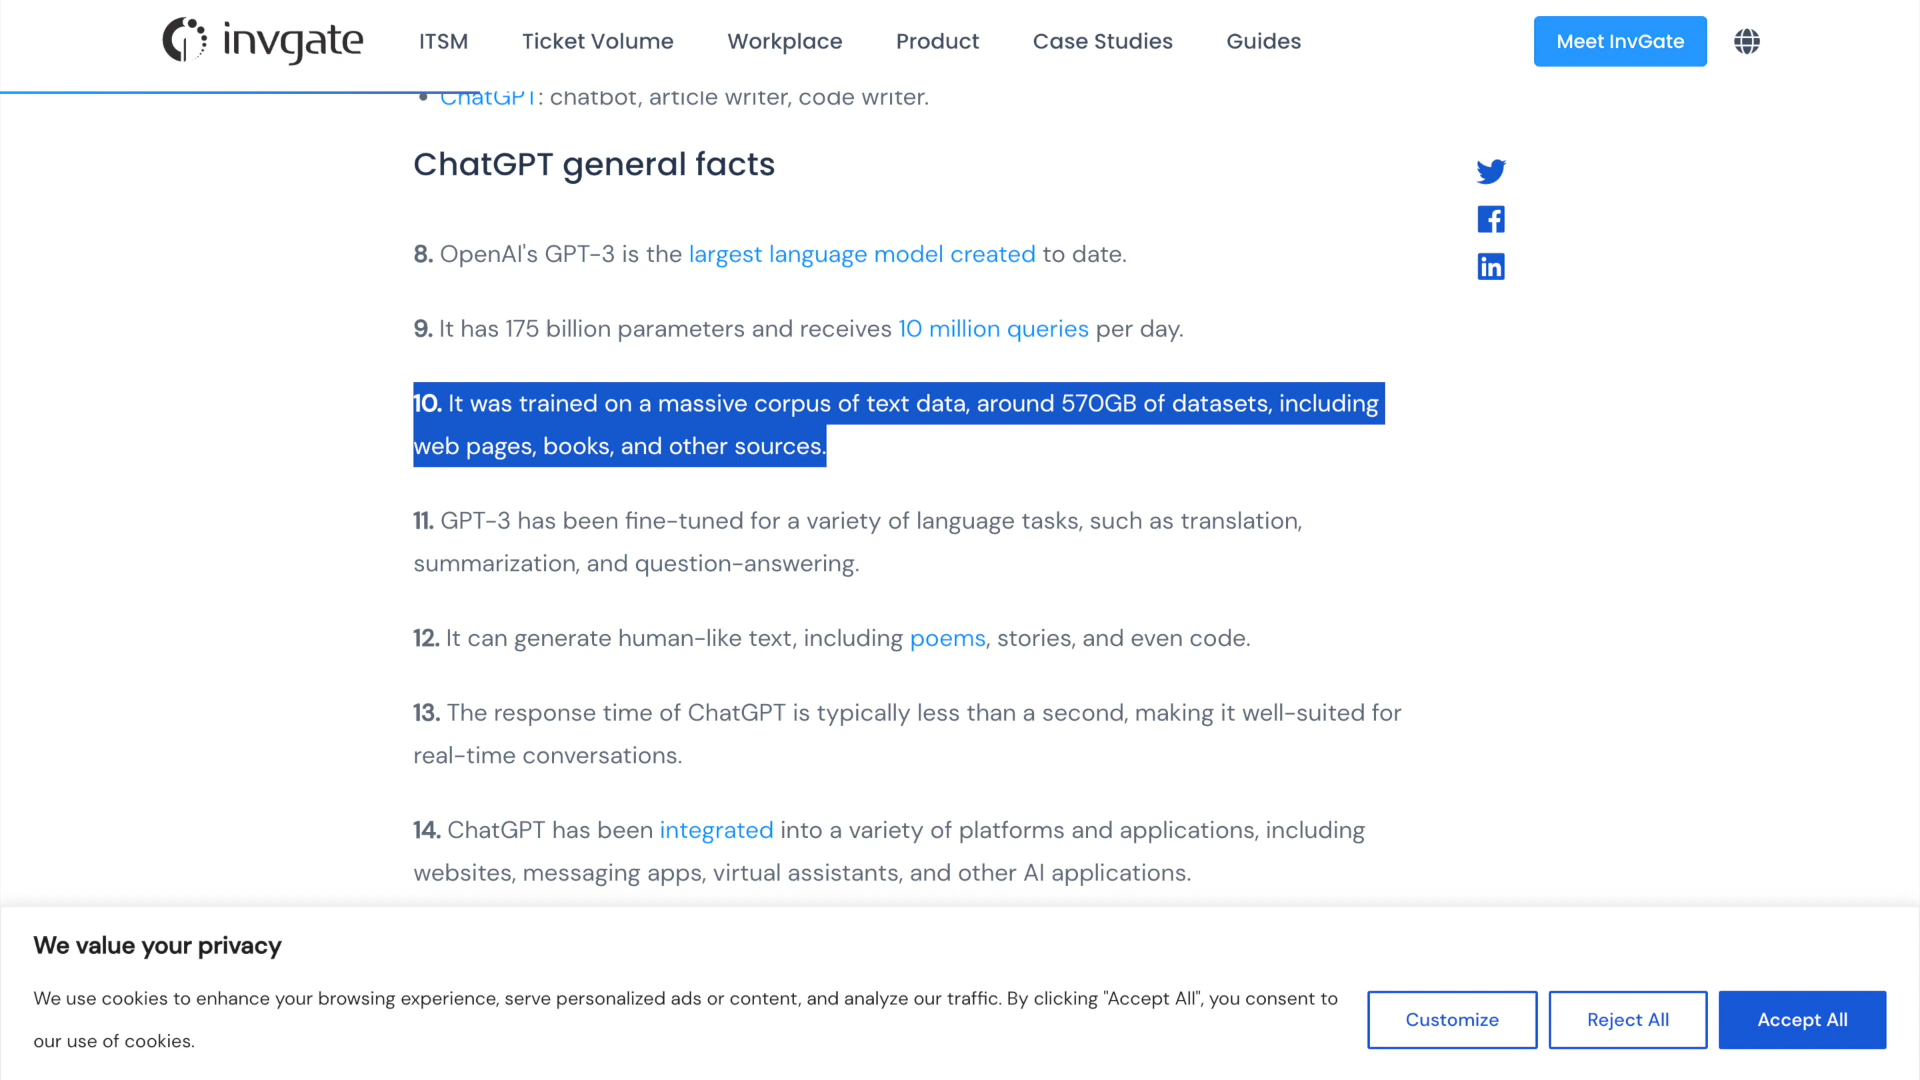 invgate
ITSM
Ticket Volume
Workplace
Product
Case Studies
Guides
Meet InvGate
• ChatGPT: chatbot, article writer, code writer.
ChatGPT general facts
8. OpenAI's GPT-3 is the largest language model created to date.
9. It has 175 billion parameters and receives 10 million queries per day.
10. It was trained on a massive corpus of text data, around 570GB of datasets, including
web pages, books, and other sources.
11. GPT-3 has been fine-tuned for a variety of language tasks, such as translation,
summarization, and question-answering.
12. It can generate human-like text, including poems, stories, and even code.
13. The response time of ChatGPT is typically less than a second, making it well-suited for
real-time conversations.
14. ChatGPT has been integrated into a variety of platforms and applications, including
websites, messaging apps, virtual assistants, and other AI applications.
We value your privacy
We use cookies to enhance your browsing experience, serve personalized ads or content, and analyze our traffic. By clicking "Accept All", you consent to
our use of cookies.
Customize
Reject All
Accept All